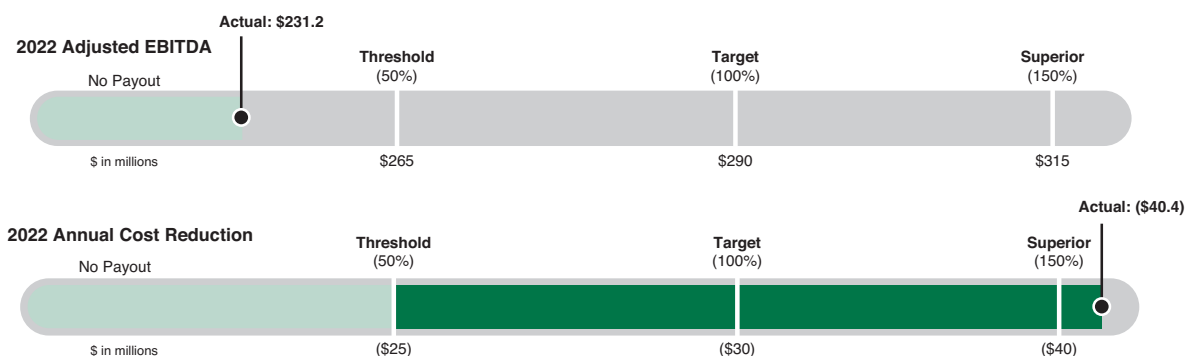 Actual: $231.2
2022 Adjusted EBITDA
Threshold Target Superior
No Payout (50%) (100%) (150%)
$ in millions $265 $290 $315
Actual: ($40.4)
2022 Annual Cost Reduction
Threshold Target Superior
No Payout (50%) (100%) (150%)
$ in millions ($25) ($30) ($40)